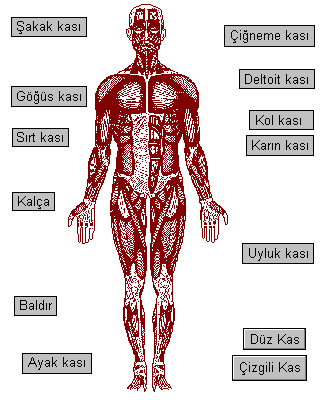 Şakak kası
Çiğneme kası
Deltoit kası
Göğüs kası
Kol kası
Sırt kası
Karın kası
Kalça
Uyluk kası
Baldır
Düz Kas
Ayak kası
Çizgili Kas